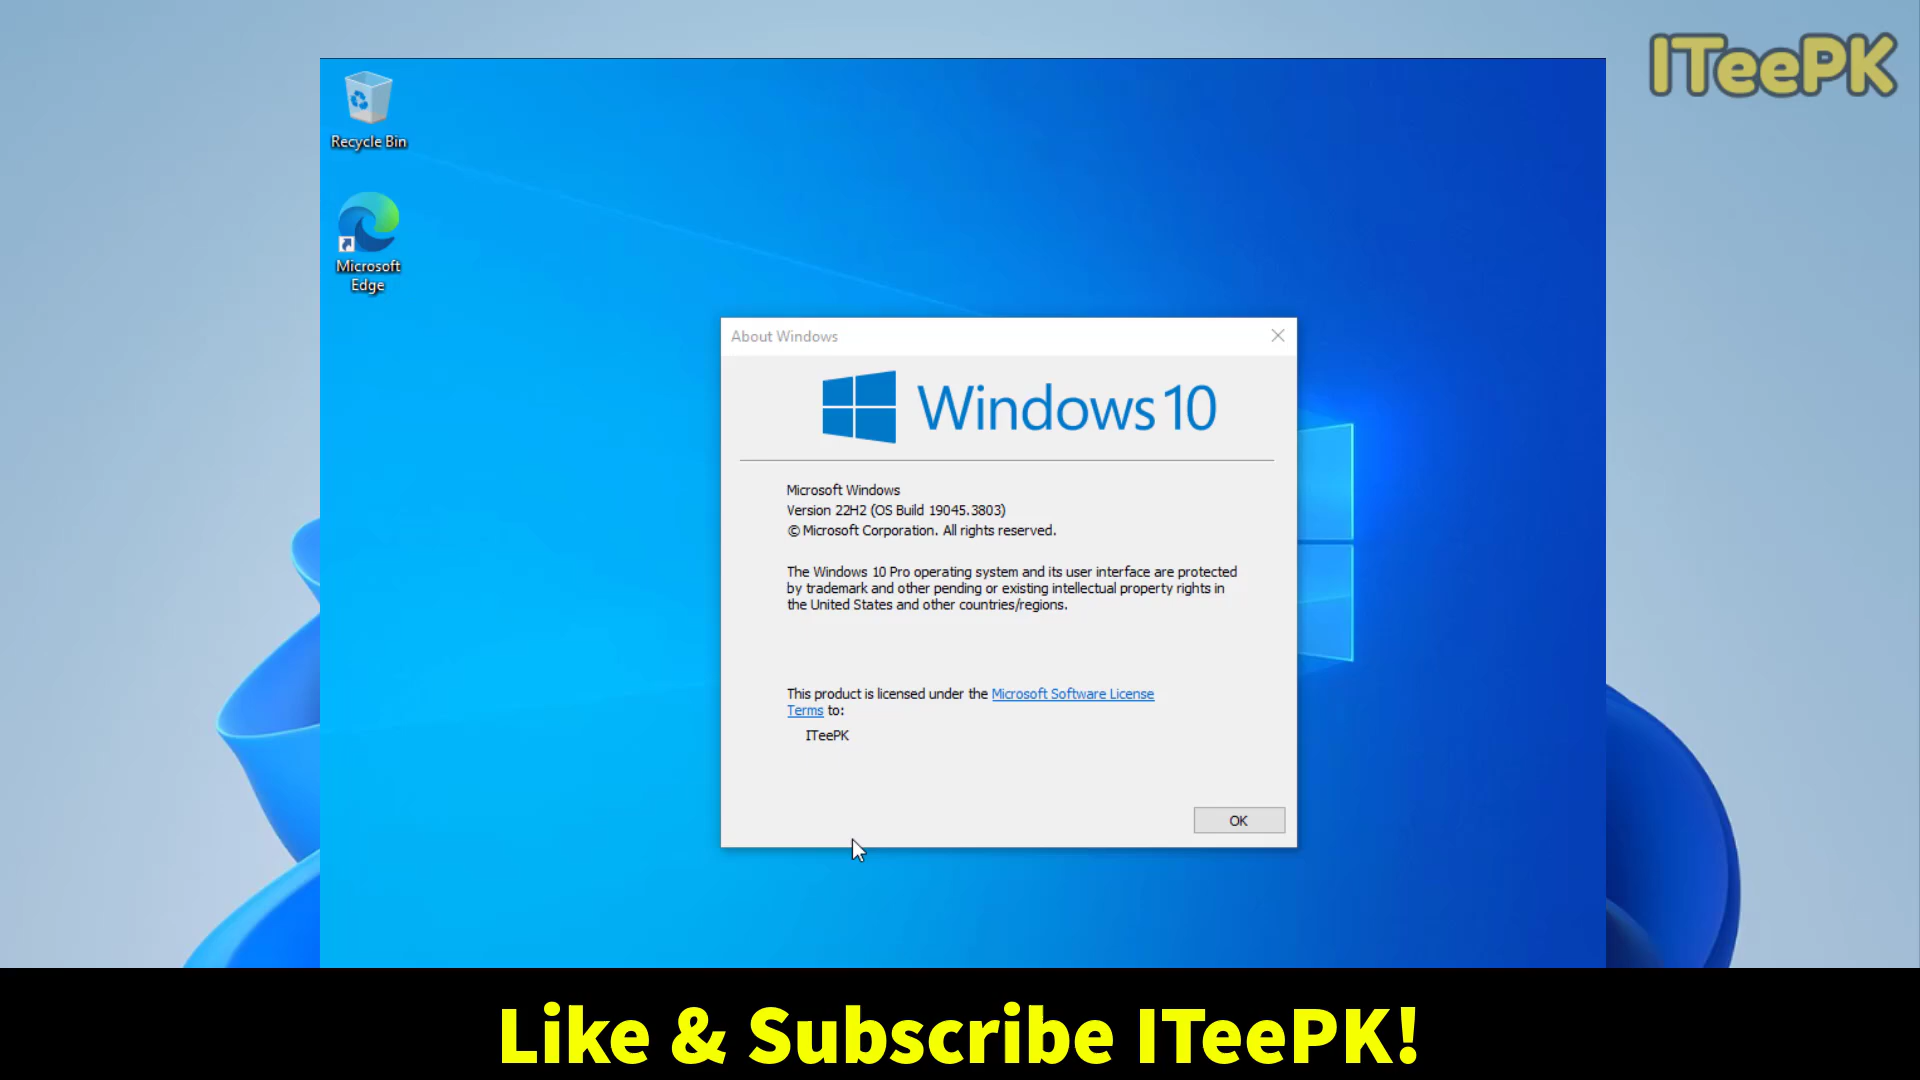 ITeePK
Recycle Bin
Microsoft
Edge
About Windows
Windows 10
Microsoft Windows
Version 22H2 (OS Build 19045.3803)
© Microsoft Corporation. All rights reserved.
The Windows 10 Pro operating system and its user interface are protected
by trademark and other pending or existing intellectual property rights in
the United States and other countries/regions.
This product is licensed under the Microsoft Software License
Terms to:
ITeePK
OK
Like & Subscribe ITeePK!